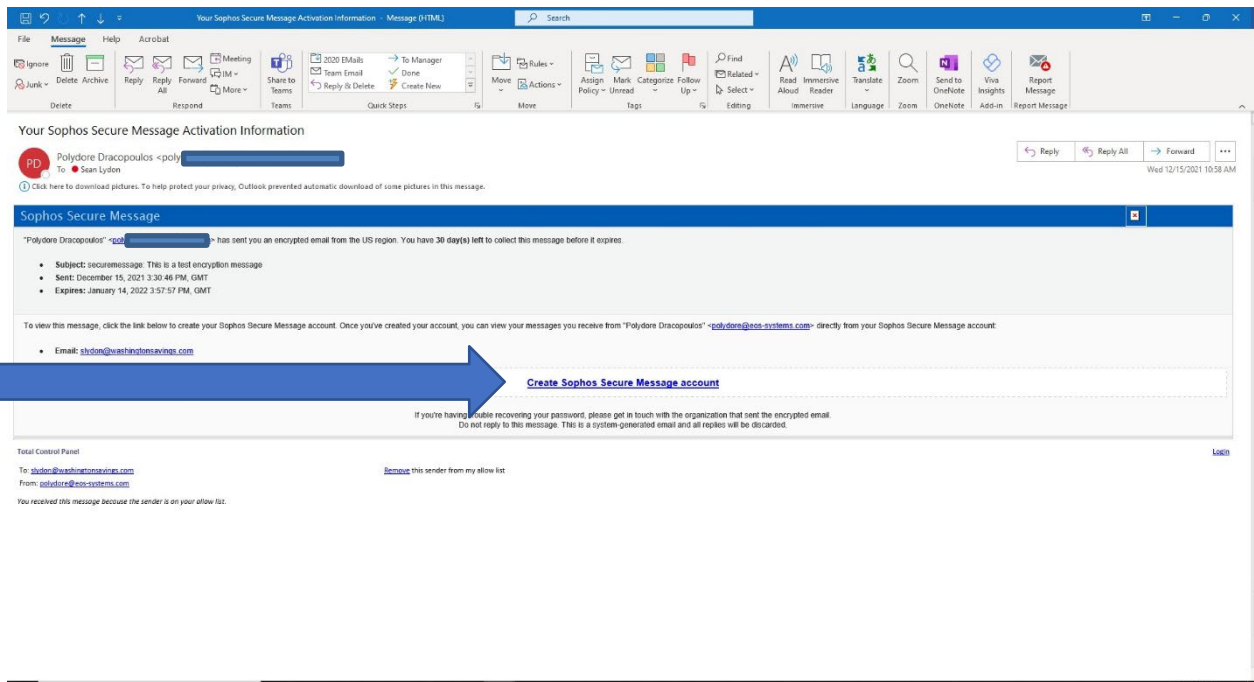 Your Sophos Secure Message Activation Information - Message (HTML)
Search
File Message Help Acrobat
Ignore
Junk
Delete
Archive
Reply
Reply All
Forward
Meeting
IM
More
Share to Teams
2020 EMails
To Manager
Team Email
Done
Reply & Delete
Create New
Move
Rules
Actions
Assign Policy
Mark Unread
Categorize
Follow Up
Find
Related
Select
Read Aloud
Immersive Reader
Translate
Zoom
Send to OneNote
Viva Insights
Report Message
Delete Respond Teams Quick Steps Move Tags Editing Immersive Language Zoom OneNote Add-in Report Message
Your Sophos Secure Message Activation Information
PD
Polydore Dracopoulos <poly
To Sean Lydon
Reply Reply All Forward
Wed 12/15/2021 10:58 AM
Click here to download pictures. To help protect your privacy, Outlook prevented automatic download of some pictures in this message.
Sophos Secure Message
"Polydore Dracopoulos" <pol > has sent you an encrypted email from the US region. You have 30 day(s) left to collect this message before it expires.
• Subject: securemessage: This is a test encryption message
• Sent: December 15, 2021 3:30:46 PM, GMT
• Expires: January 14, 2022 3:57:57 PM, GMT
To view this message, click the link below to create your Sophos Secure Message account. Once you've created your account, you can view your messages you receive from "Polydore Dracopoulos" <polydore@eos-systems.com> directly from your Sophos Secure Message account:
• Email: slydon@washingtonsavings.com
Create Sophos Secure Message account
If you're having trouble recovering your password, please get in touch with the organization that sent the encrypted email.
Do not reply to this message. This is a system-generated email and all replies will be discarded.
Total Control Panel
Login
To: slydon@washingtonsavings.com
Remove this sender from my allow list
From: polydore@eos-systems.com
You received this message because the sender is on your allow list.